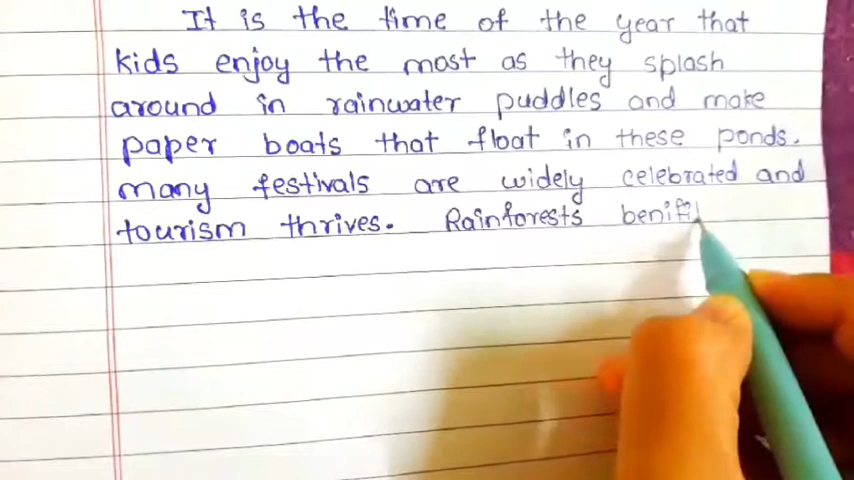 It is the time of the year that
kids enjoy the most as they splash
around in rainwater puddles and make
paper boats that float in these ponds.
many festivals are widely celebrated and
tourism thrives. Rainforests benifi